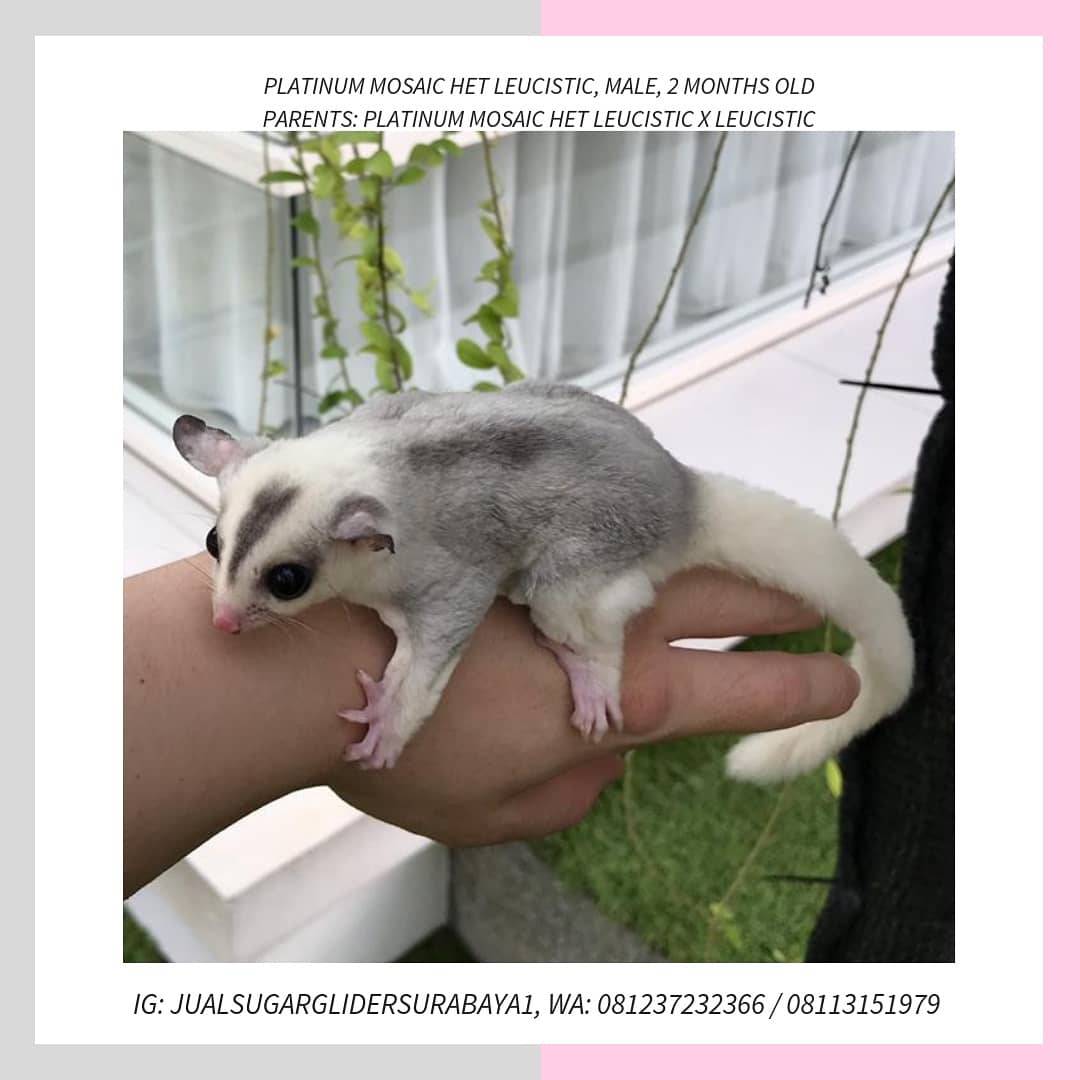 PLATINUM MOSAIC HET LEUCISTIC, MALE, 2 MONTHS OLD
PARENTS: PLATINUM MOSAIC HET LEUCISTIC X LEUCISTIC
IG: JUALSUGARGLIDERSURABAYA1, WA: 081237232366 / 08113151979